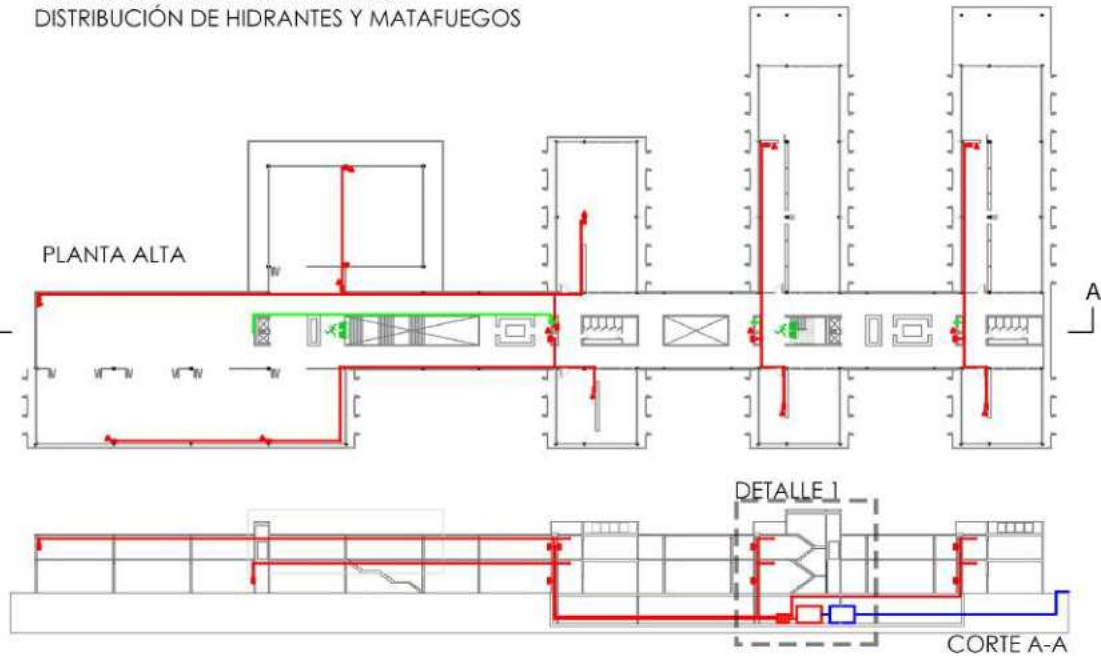 DISTRIBUCIÓN DE HIDRANTES Y MATAFUEGOS
PLANTA ALTA
A
DETALLE 1
CORTE A-A